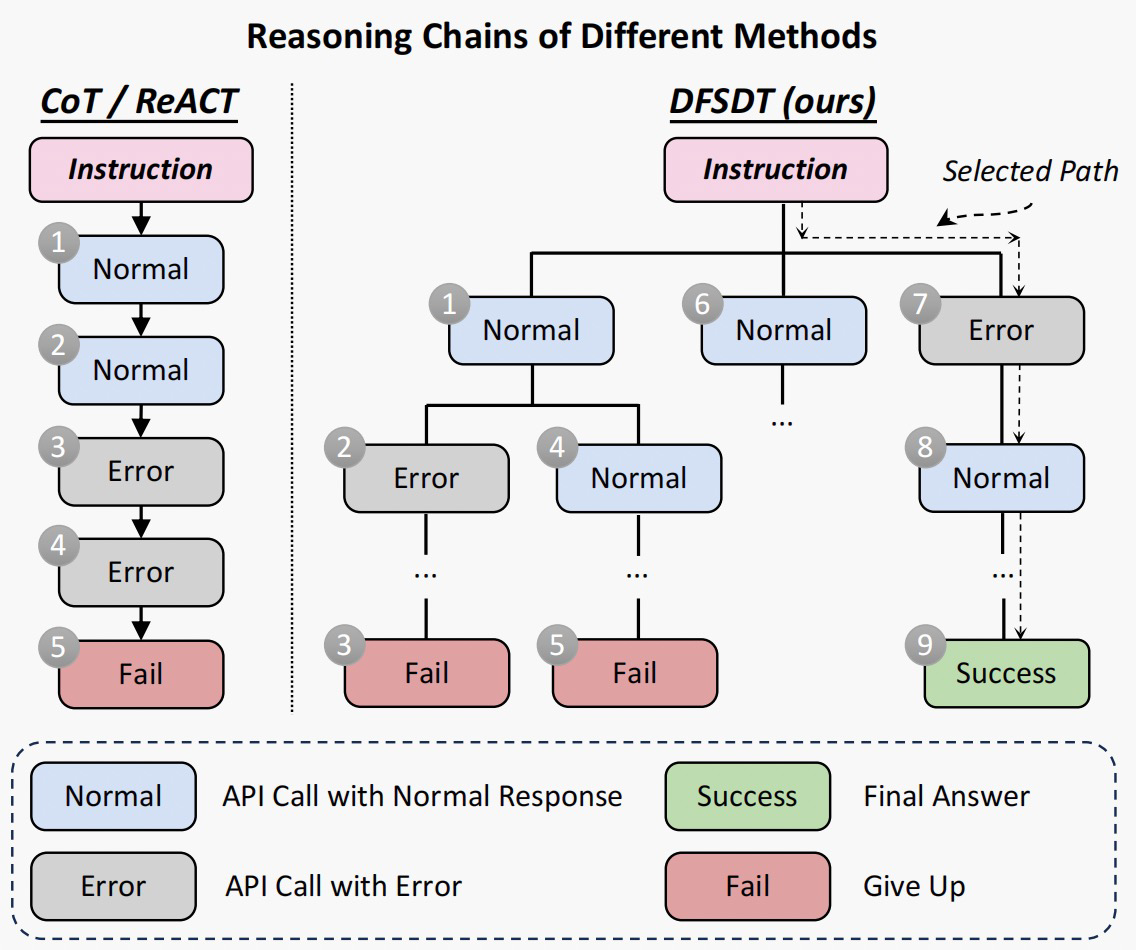 Reasoning Chains of Different Methods
CoT / ReACT
Instruction
1
Normal
2
Normal
3
Error
4
Error
5
Fail
DFSDT (ours)
Instruction
Selected Path
1
Normal
6
Normal
7
Error
...
2
Error
4
Normal
8
Normal
...
...
...
3
Fail
5
Fail
9
Success
Normal
API Call with Normal Response
Success
Final Answer
Error
API Call with Error
Fail
Give Up